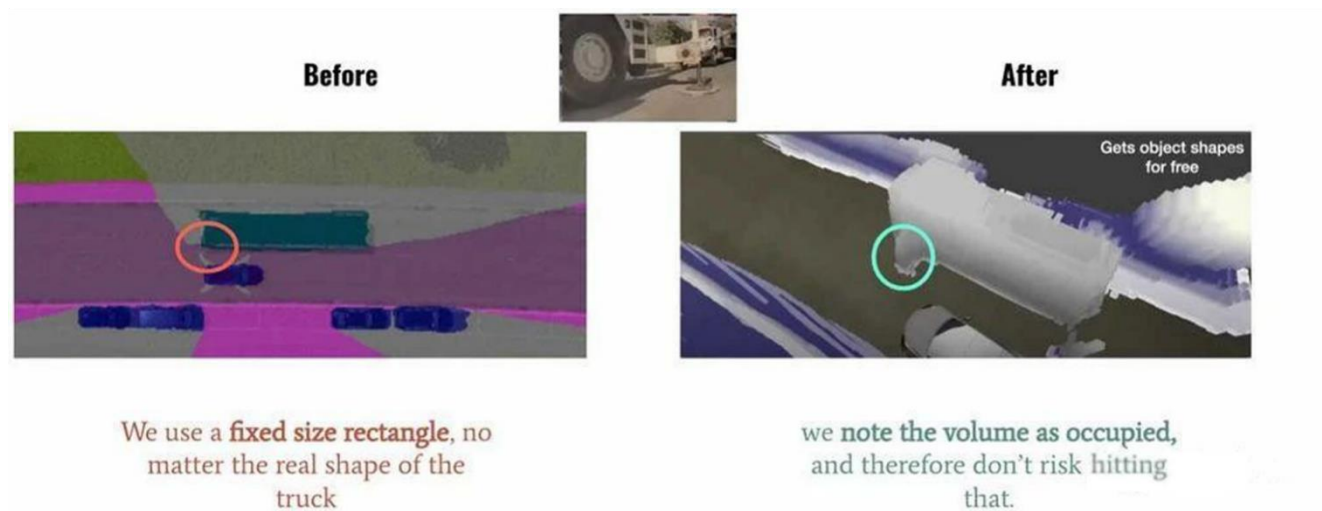 Before
After
Gets object shapes
for free
We use a fixed size rectangle, no
matter the real shape of the
truck
we note the volume as occupied,
and therefore don't risk hitting
that.